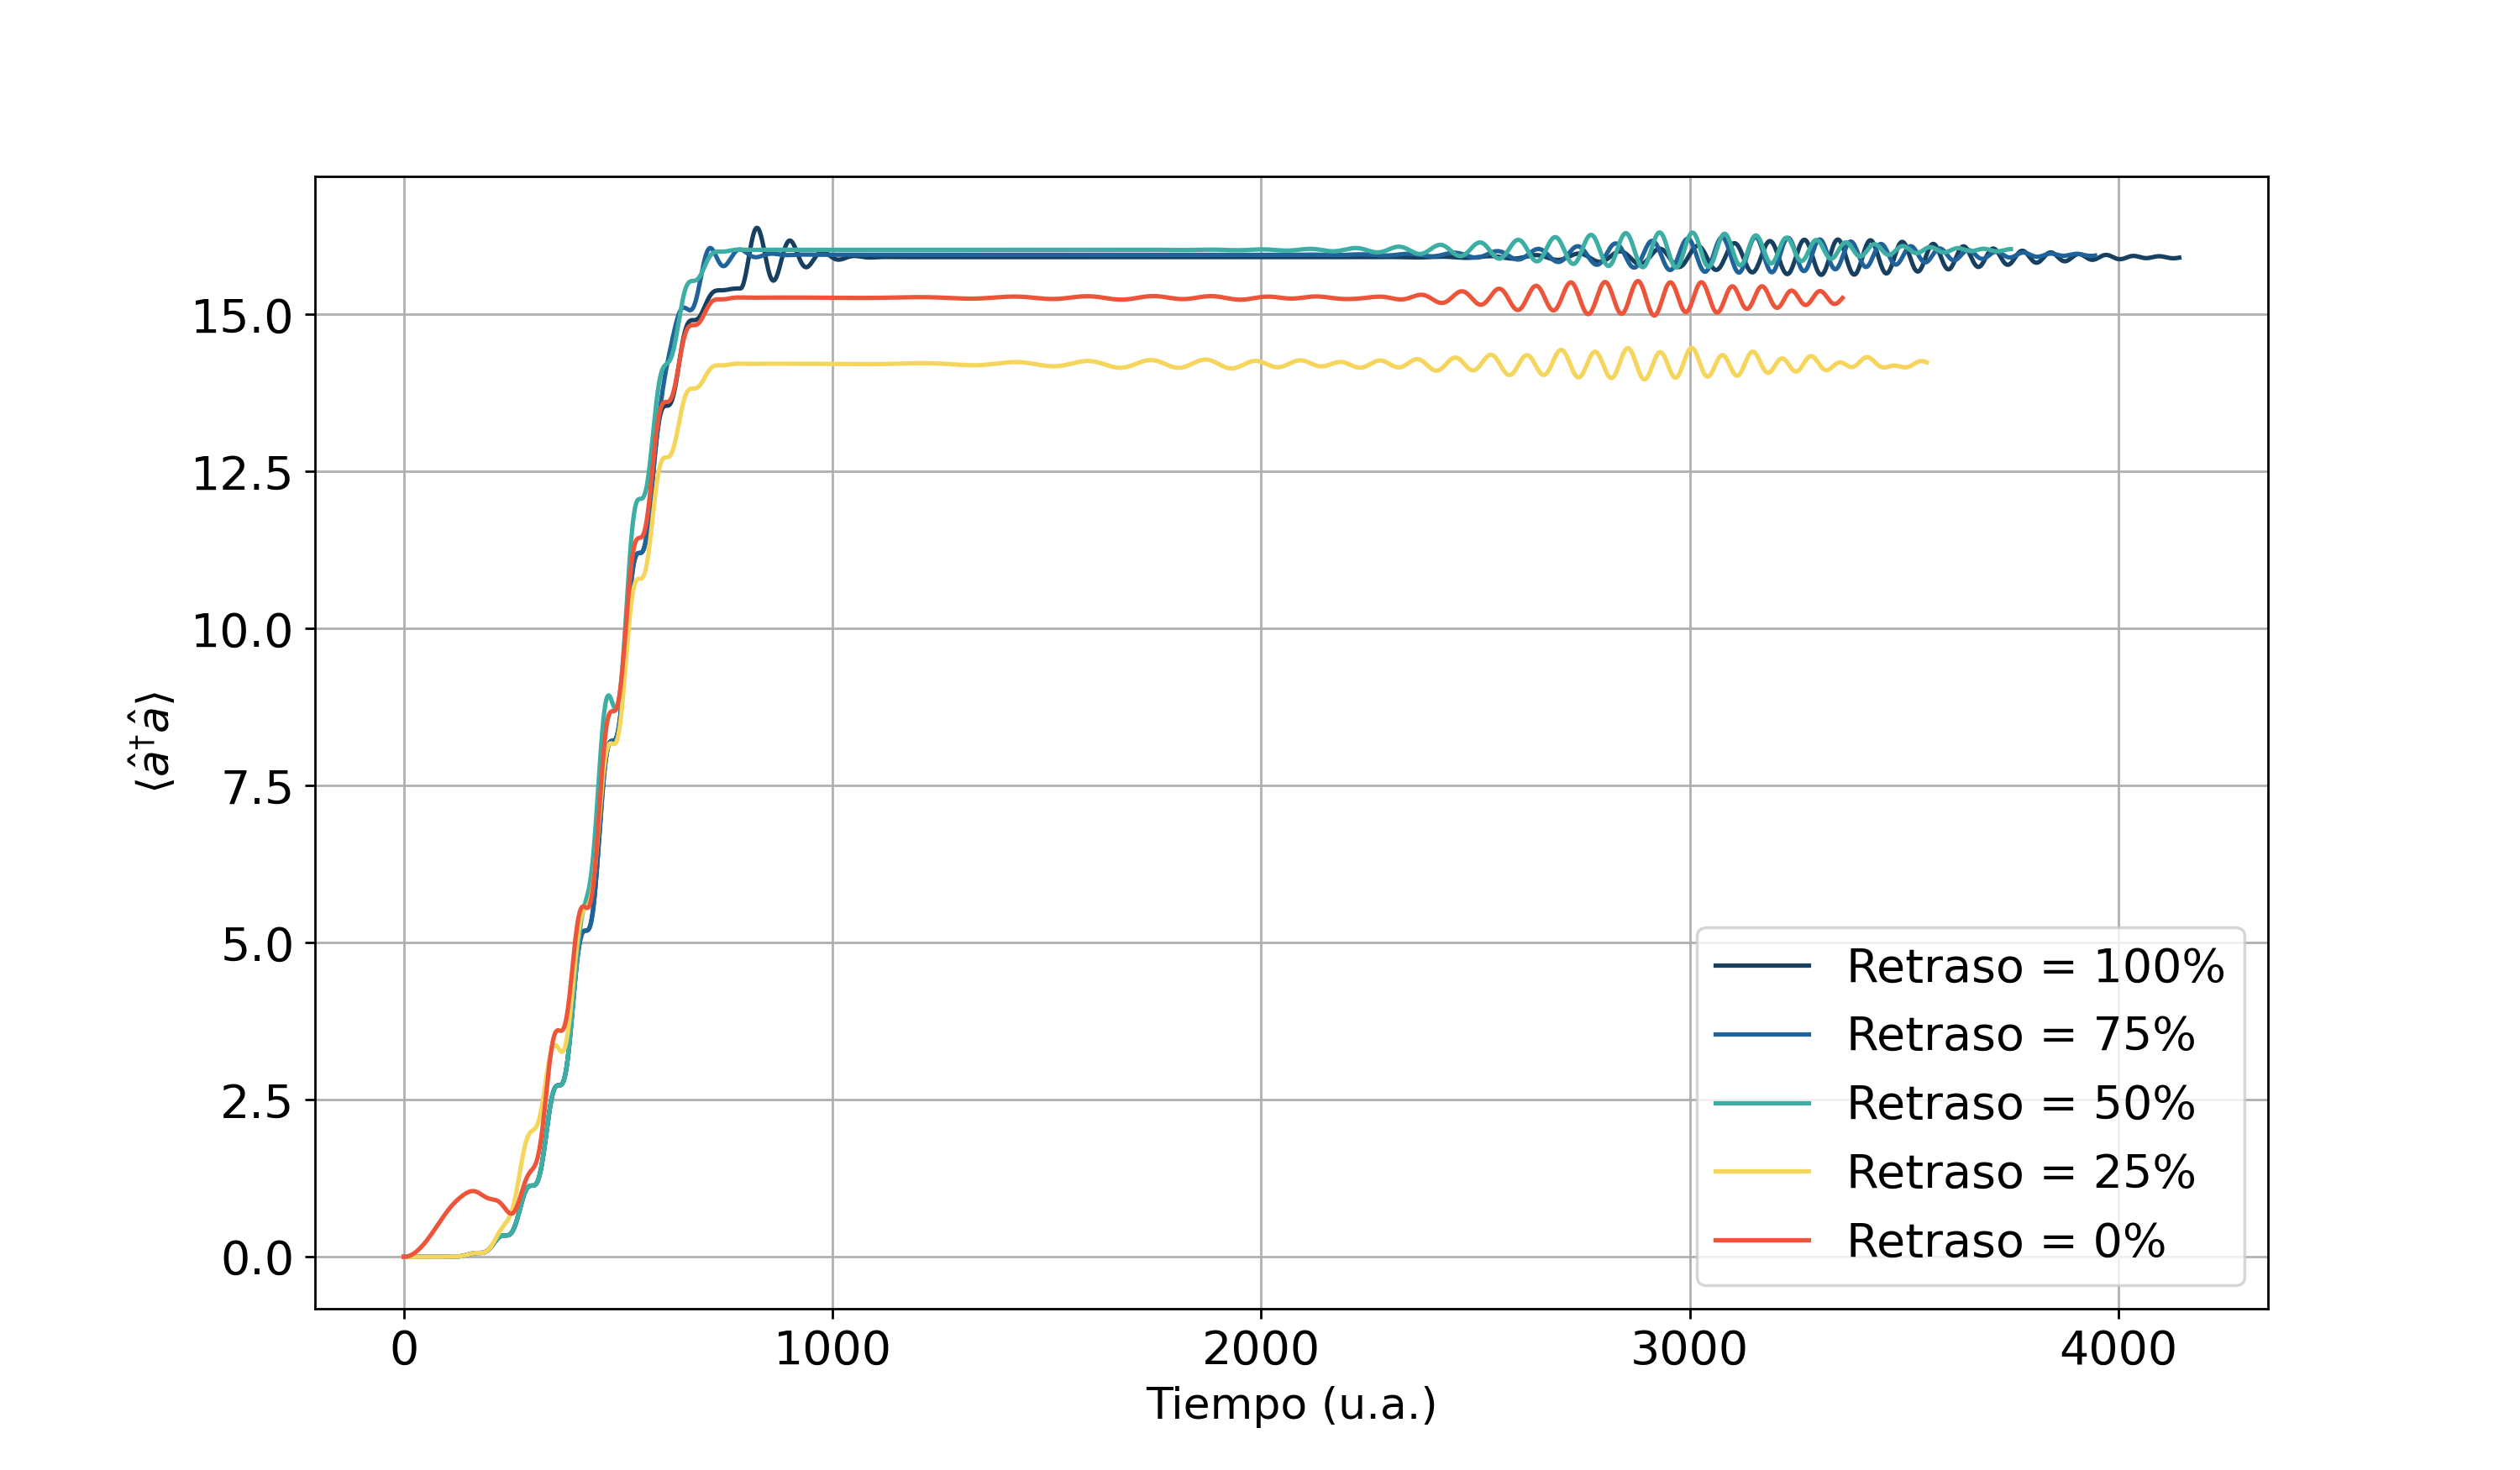 15.0
12.5
10.0
7.5
5.0
2.5
0.0
⟨â†â⟩
0 1000 2000 3000 4000
Tiempo (u.a.)
Retraso = 100%
Retraso = 75%
Retraso = 50%
Retraso = 25%
Retraso = 0%